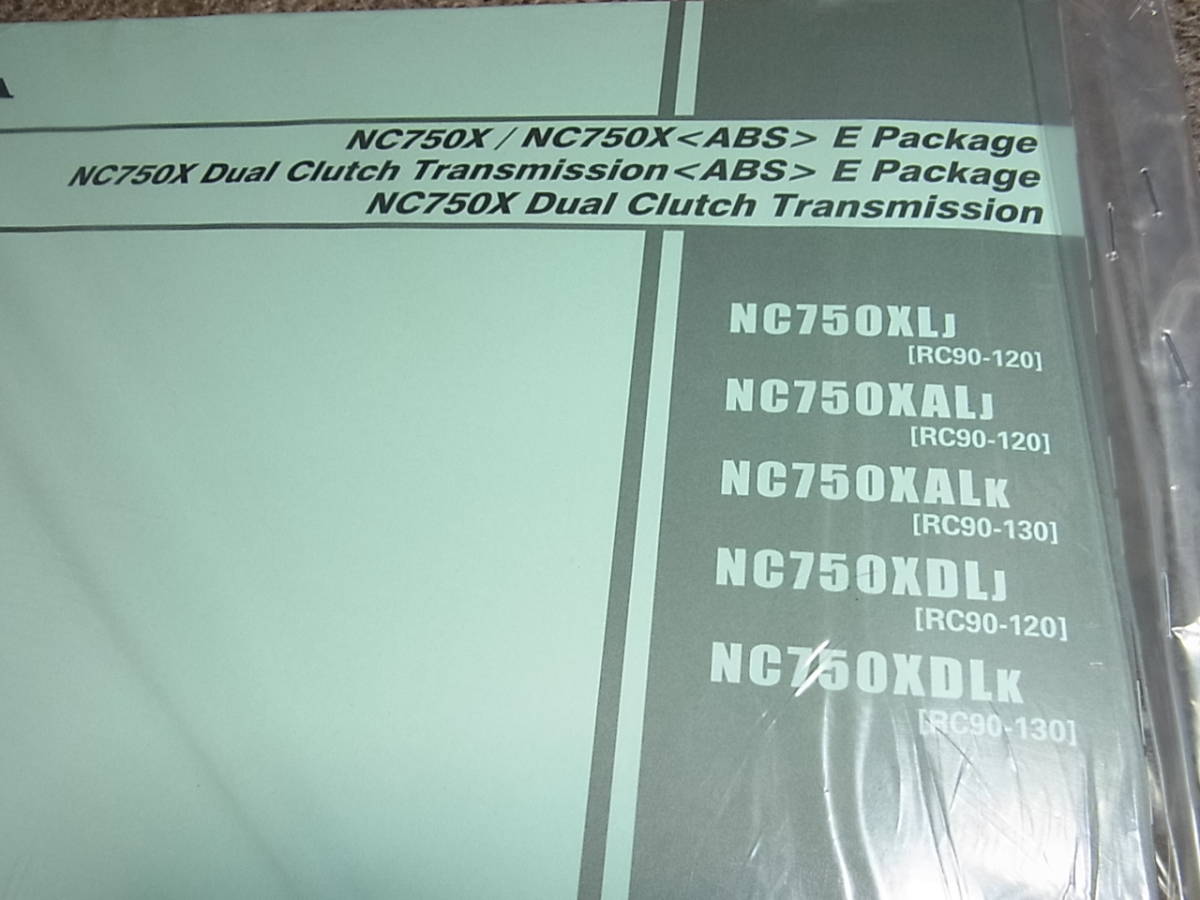 NC750X / NC750X<ABS> E Package
NC750X Dual Clutch Transmission<ABS> E Package
NC750X Dual Clutch Transmission
NC750XLJ
[RC90-120]
NC750XALJ
[RC90-120]
NC750XALK
[RC90-130]
NC750XDLJ
[RC90-120]
NC750XDLK
[RC90-130]